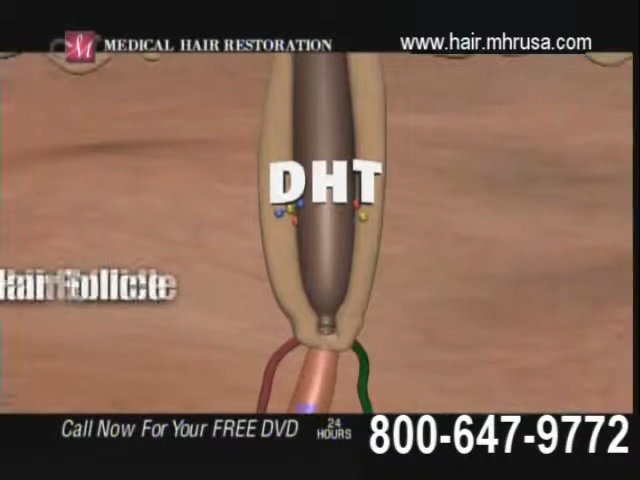 M MEDICAL HAIR RESTORATION
www.hair.mhrusa.com
DHT
Hair Follicle
Call Now For Your FREE DVD
24
HOURS
800-647-9772